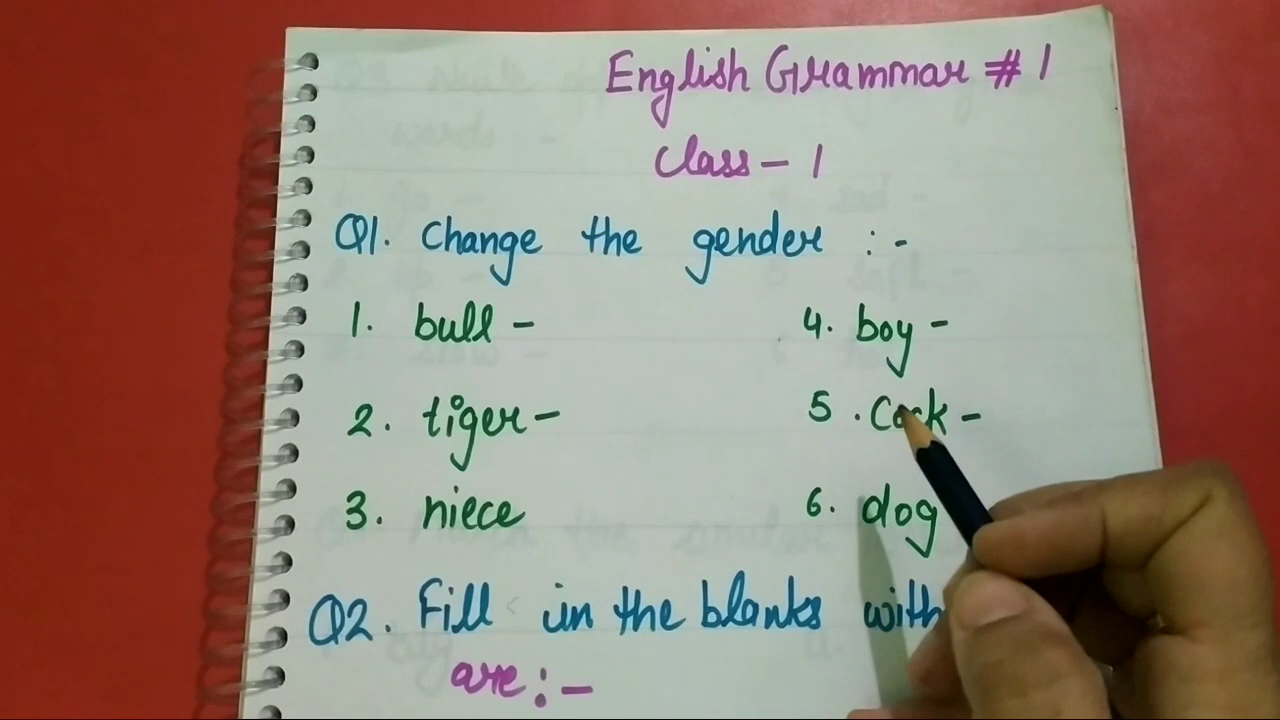 English Grammar # 1
Class - 1
Q1. Change the gender :-
1. bull -
4. boy -
2. tiger -
5. Cock -
3. niece
6. dog
Q2. Fill in the blanks with
are :-